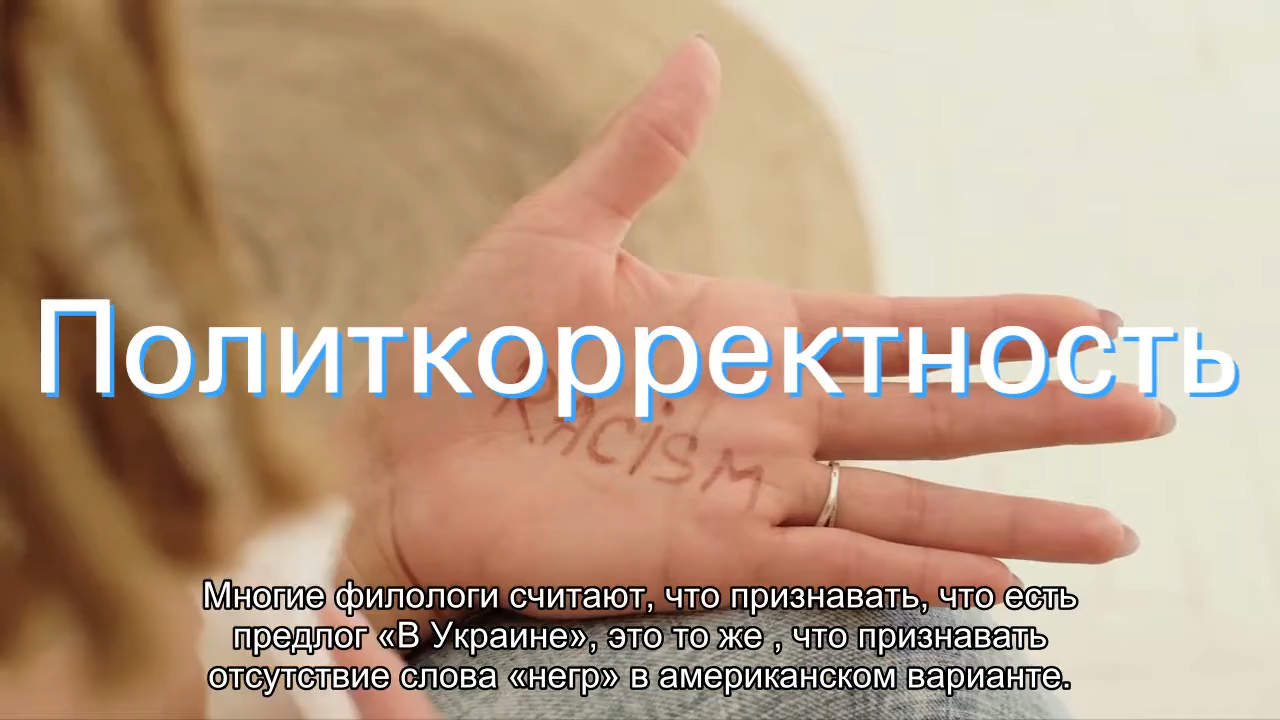 Политкорректность
RACISM
Многие филологи считают, что признавать, что есть
предлог «В Украине», это то же , что признавать
отсутствие слова «негр» в американском варианте.